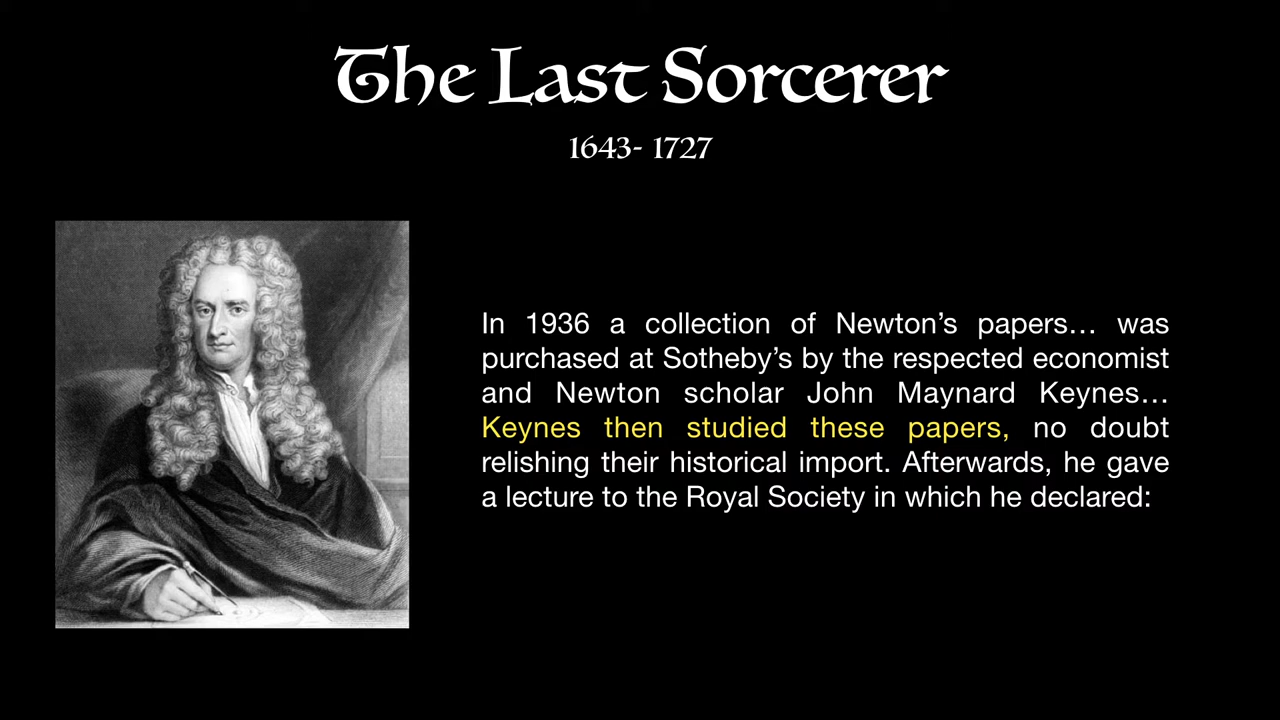 The Last Sorcerer
1643- 1727
In 1936 a collection of Newton’s papers… was
purchased at Sotheby’s by the respected economist
and Newton scholar John Maynard Keynes…
Keynes then studied these papers, no doubt
relishing their historical import. Afterwards, he gave
a lecture to the Royal Society in which he declared: